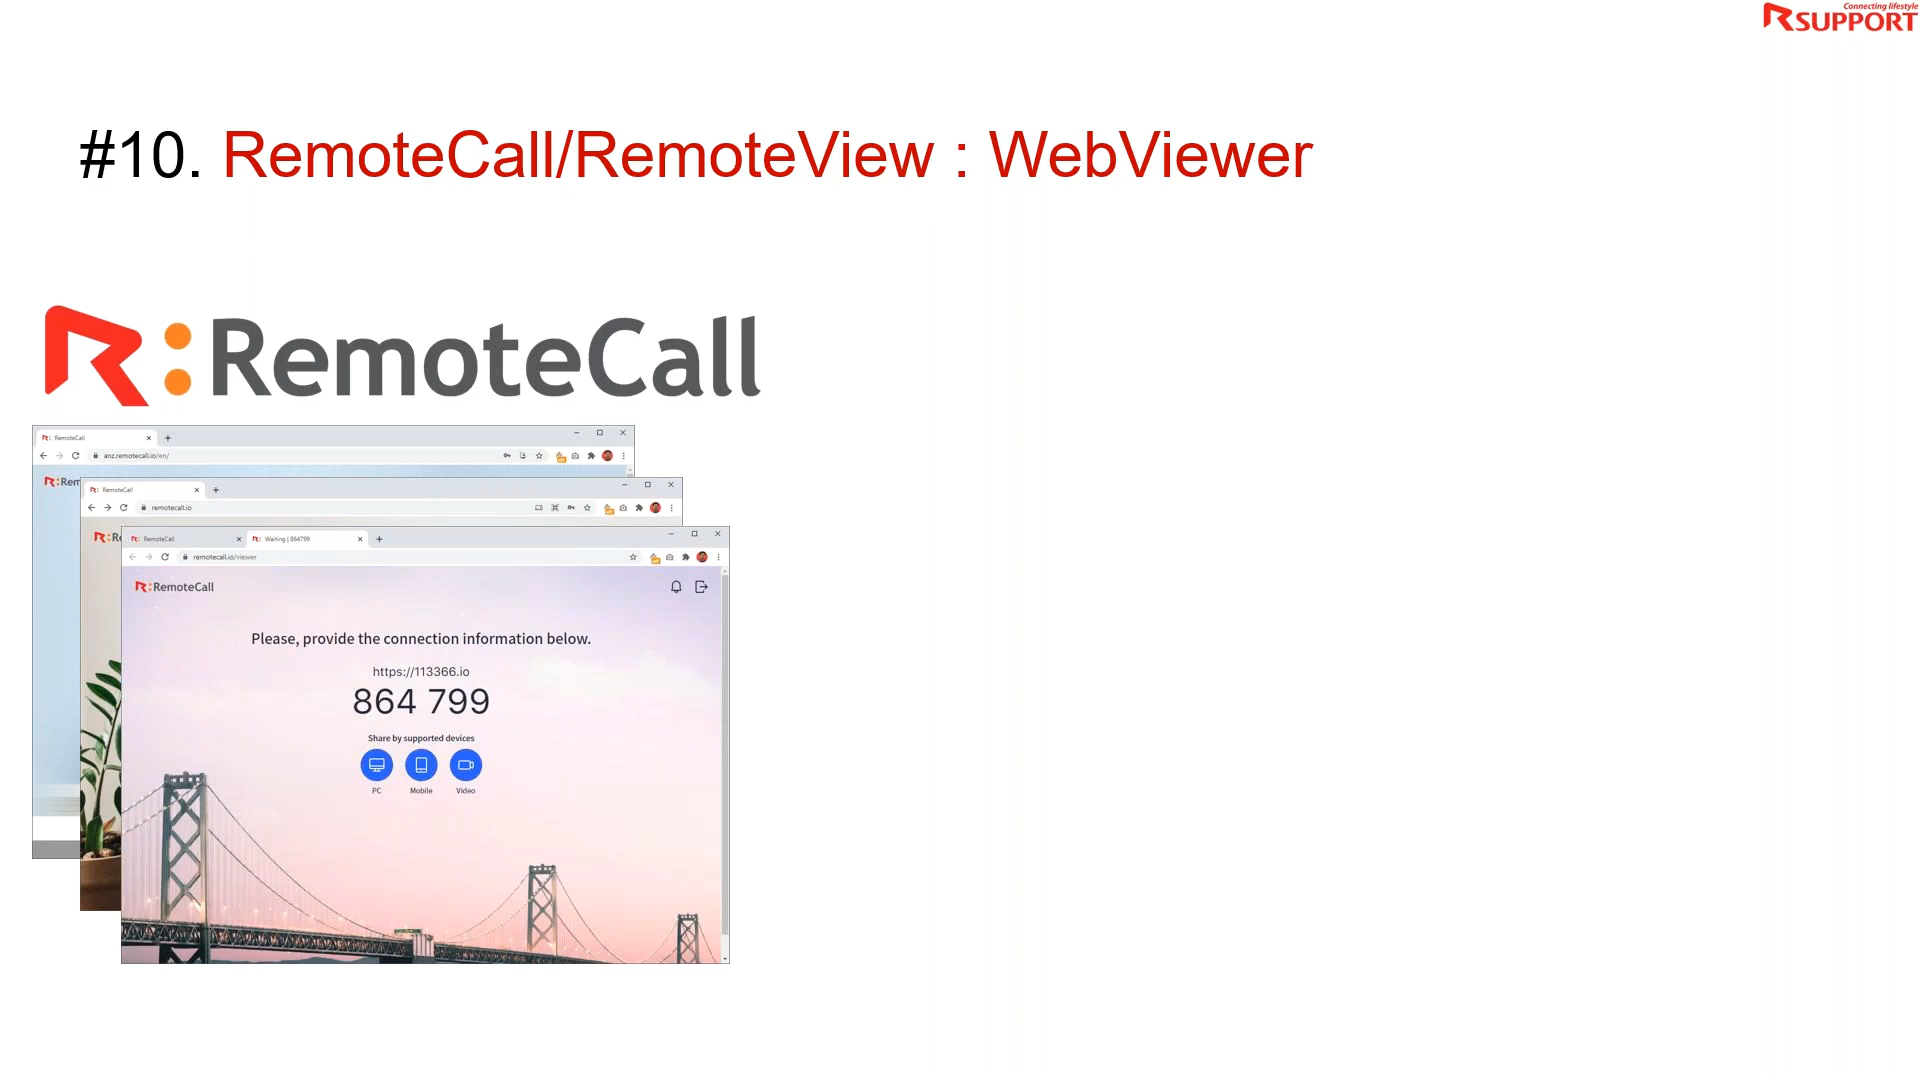 Connecting lifestyle
RSUPPORT
#10. RemoteCall/RemoteView : WebViewer
R:RemoteCall
R: RemoteCall
anz.remotecall.io/en/
R:Rem
R: RemoteCall
remotecall.io
R:Re
R: RemoteCall
R: Waiting | 864799
remotecall.io/viewer
R:RemoteCall
Please, provide the connection information below.
https://113366.io
864 799
Share by supported devices
PC Mobile Video